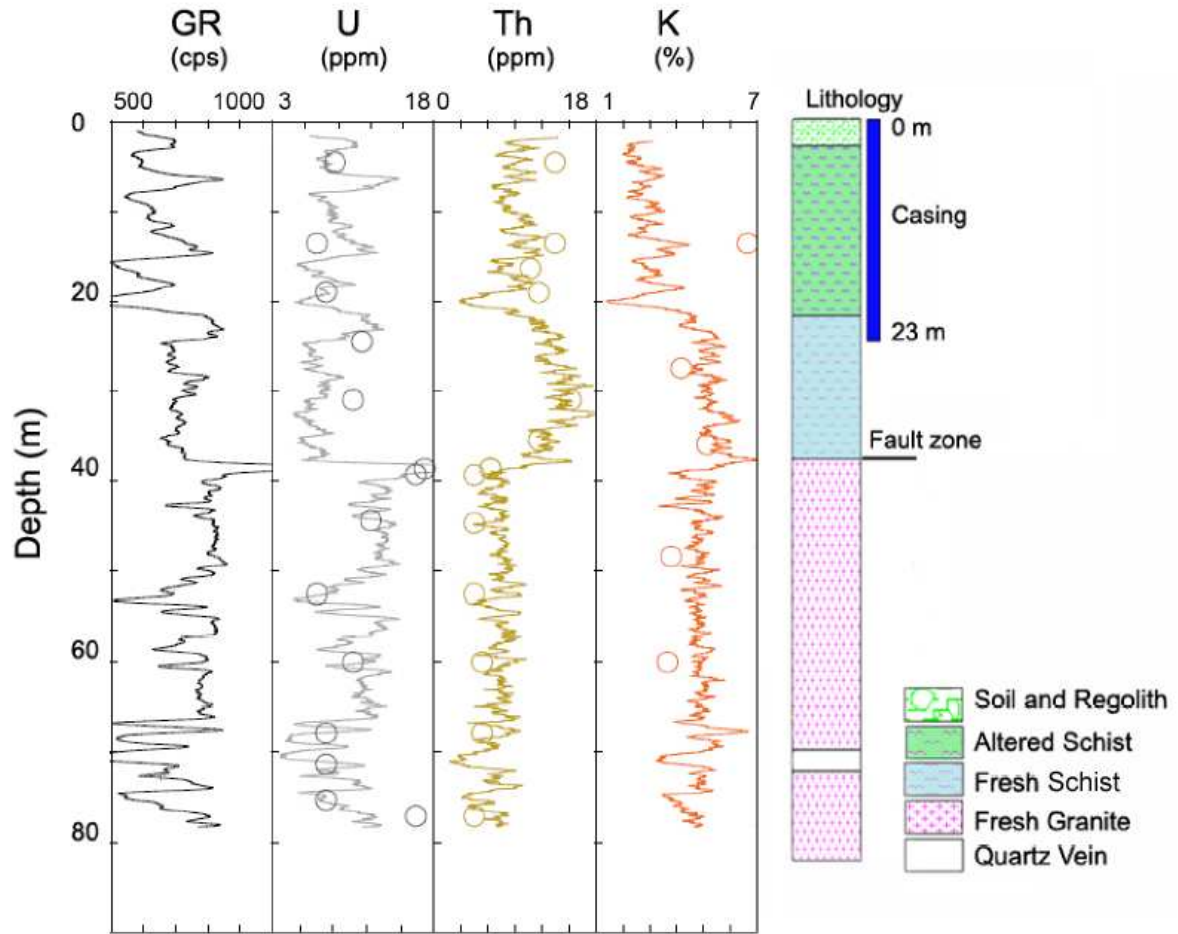 GR U Th K
(cps) (ppm) (ppm) (%)
500 1000 3 18 0 18 1 7
Lithology
0
0 m
Casing
20
23 m
Fault zone
40
Depth (m)
60
80
Soil and Regolith
Altered Schist
Fresh Schist
Fresh Granite
Quartz Vein